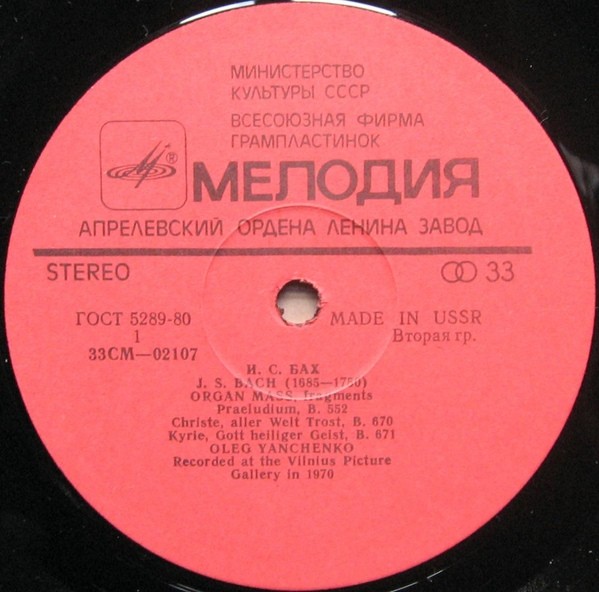 МИНИСТЕРСТВО
КУЛЬТУРЫ СССР
ВСЕСОЮЗНАЯ ФИРМА
ГРАМПЛАСТИНОК
® МЕЛОДИЯ
АПРЕЛЕВСКИЙ ОРДЕНА ЛЕНИНА ЗАВОД
STEREO 33
ГОСТ 5289-80 MADE IN USSR
1 Вторая гр.
33СМ—02107
И. С. БАХ
J. S. BACH (1685—1750)
ORGAN MASS, fragments
Praeludium, B. 552
Christe, aller Welt Trost, B. 670
Kyrie, Gott heiliger Geist, B. 671
OLEG YANCHENKO
Recorded at the Vilnius Picture
Gallery in 1970